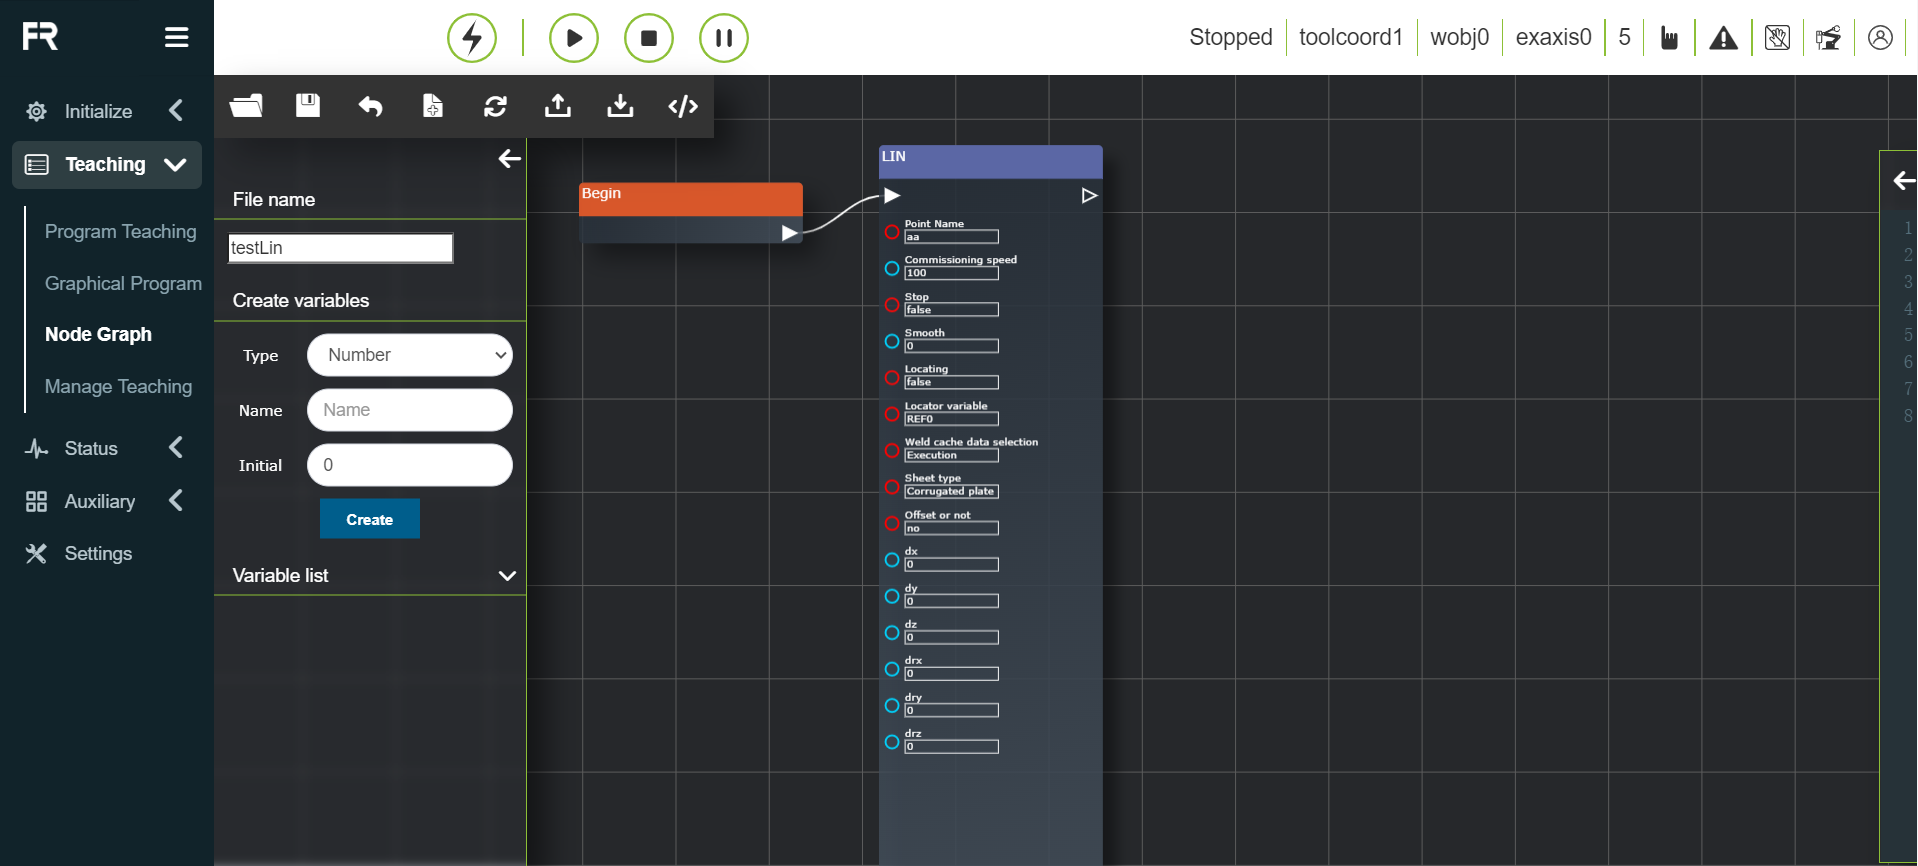 FR
Stopped
toolcoord1
wobj0
exaxis0
5
Initialize
Teaching
Program Teaching
Graphical Program
Node Graph
Manage Teaching
Status
Auxiliary
Settings
File name
testLin
Create variables
Type
Number
Name
Name
Initial
0
Create
Variable list
Begin
LIN
Point Name
aa
Commissioning speed
100
Stop
false
Smooth
0
Locating
false
Locator variable
REF0
Weld cache data selection
Execution
Sheet type
Corrugated plate
Offset or not
no
dx
0
dy
0
dz
0
drx
0
dry
0
drz
0
1
2
3
4
5
6
7
8